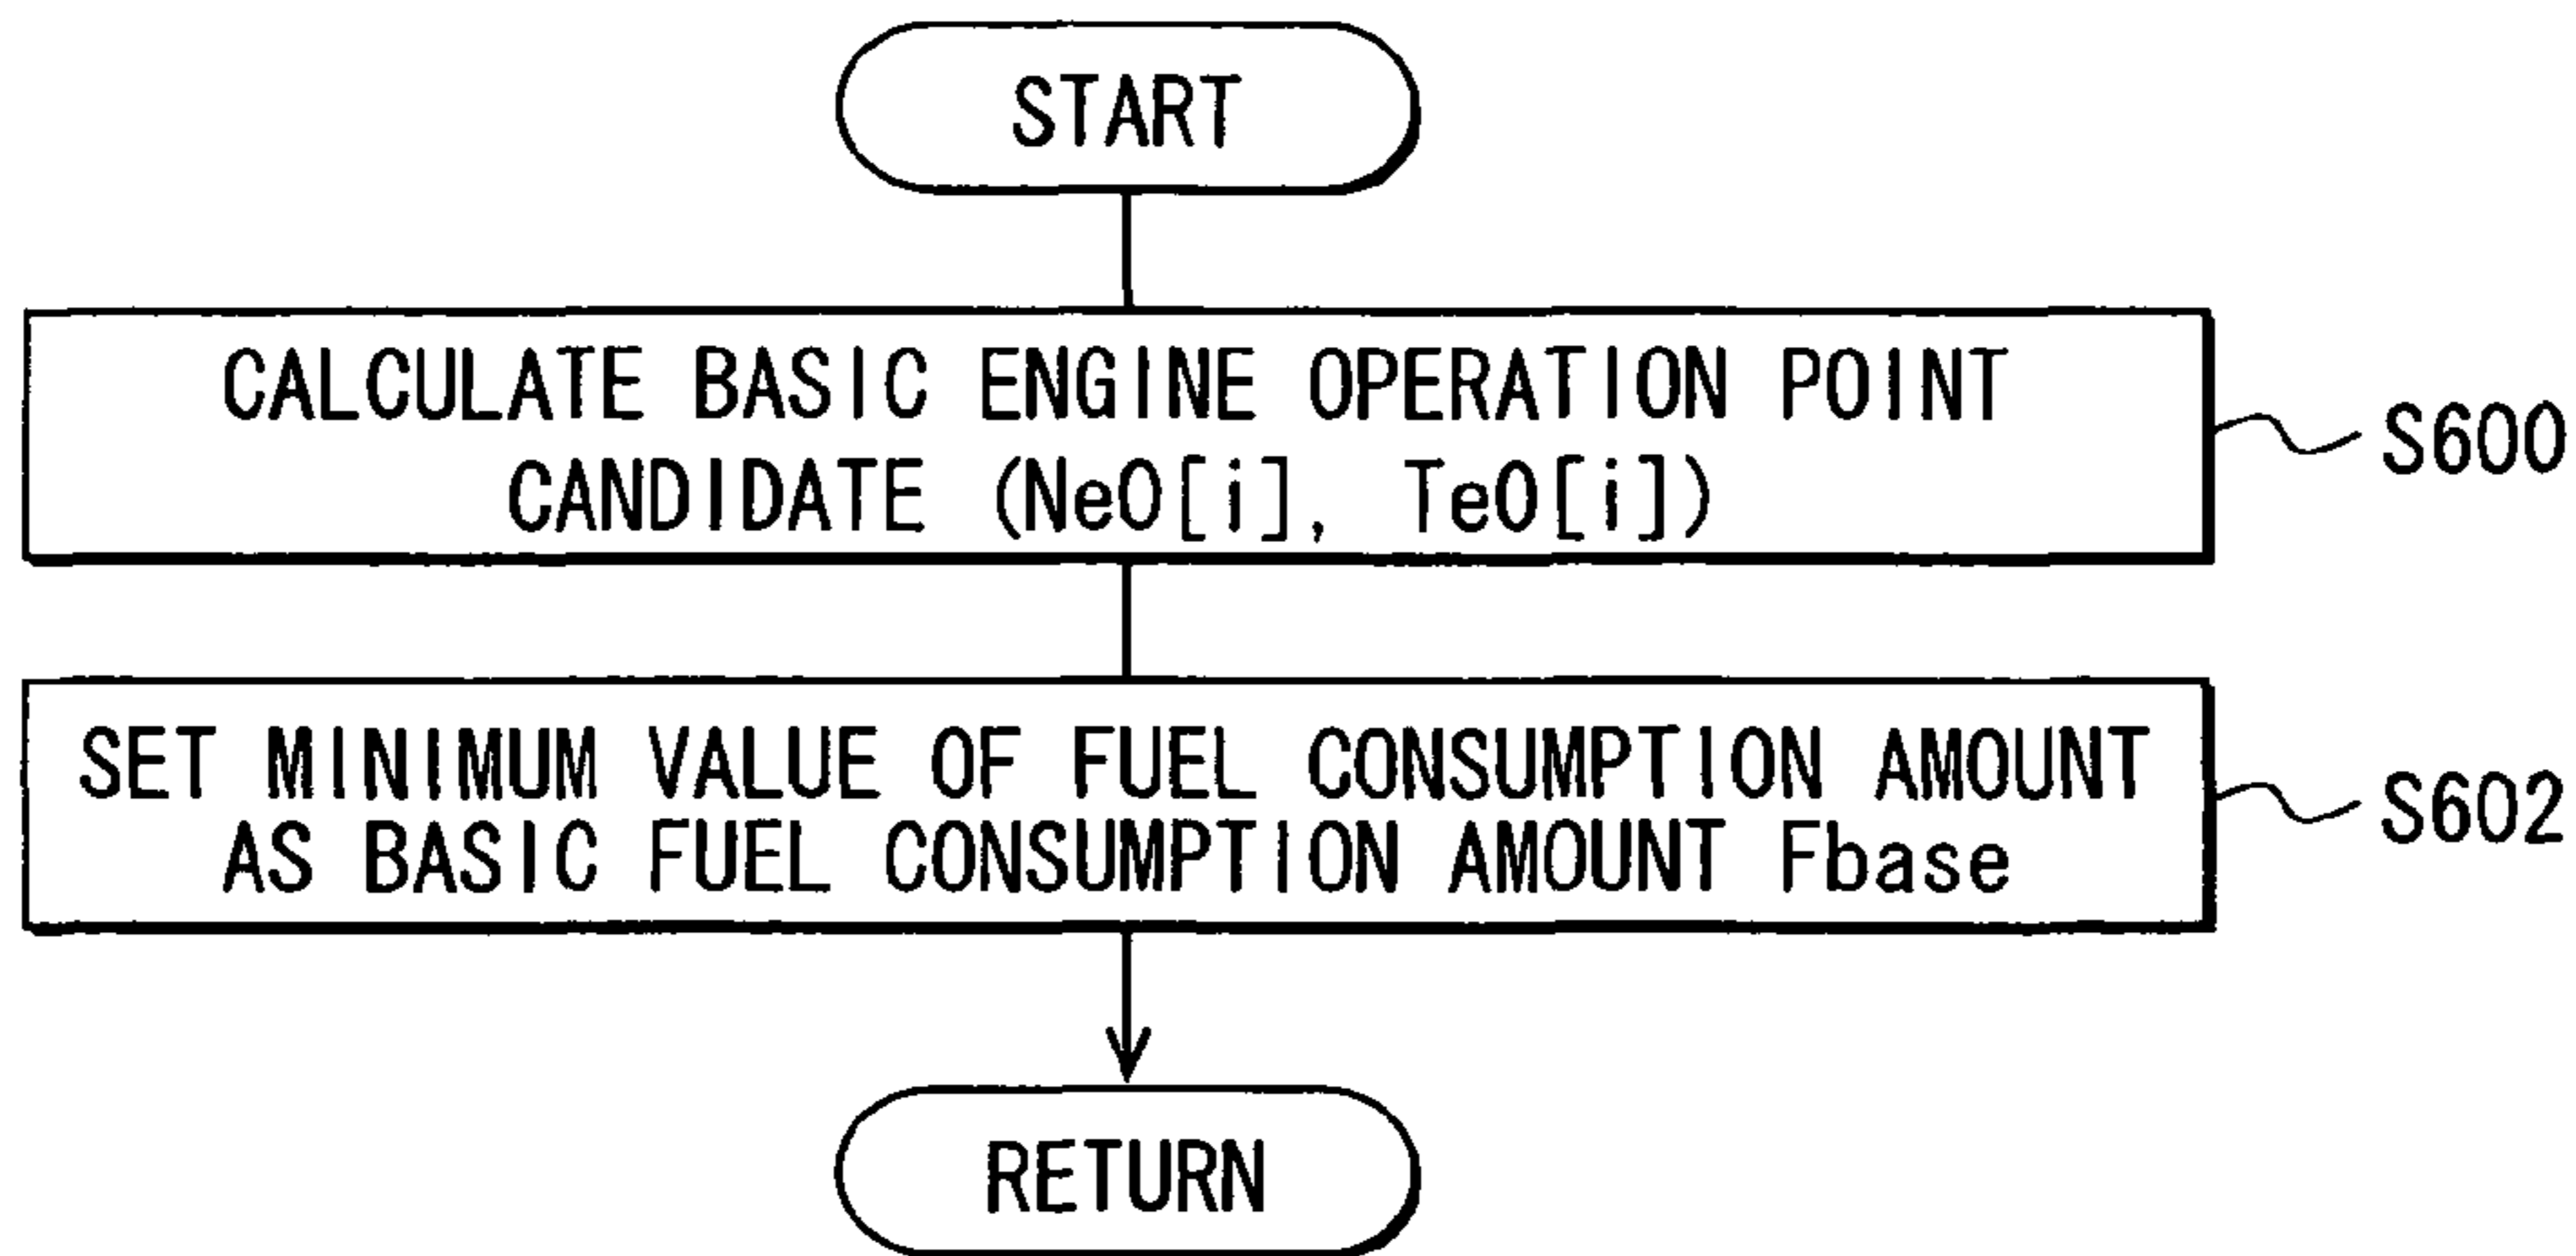 START
CALCULATE BASIC ENGINE OPERATION POINT
CANDIDATE (Ne0[i], Te0[i])
S600
SET MINIMUM VALUE OF FUEL CONSUMPTION AMOUNT
AS BASIC FUEL CONSUMPTION AMOUNT Fbase
S602
RETURN